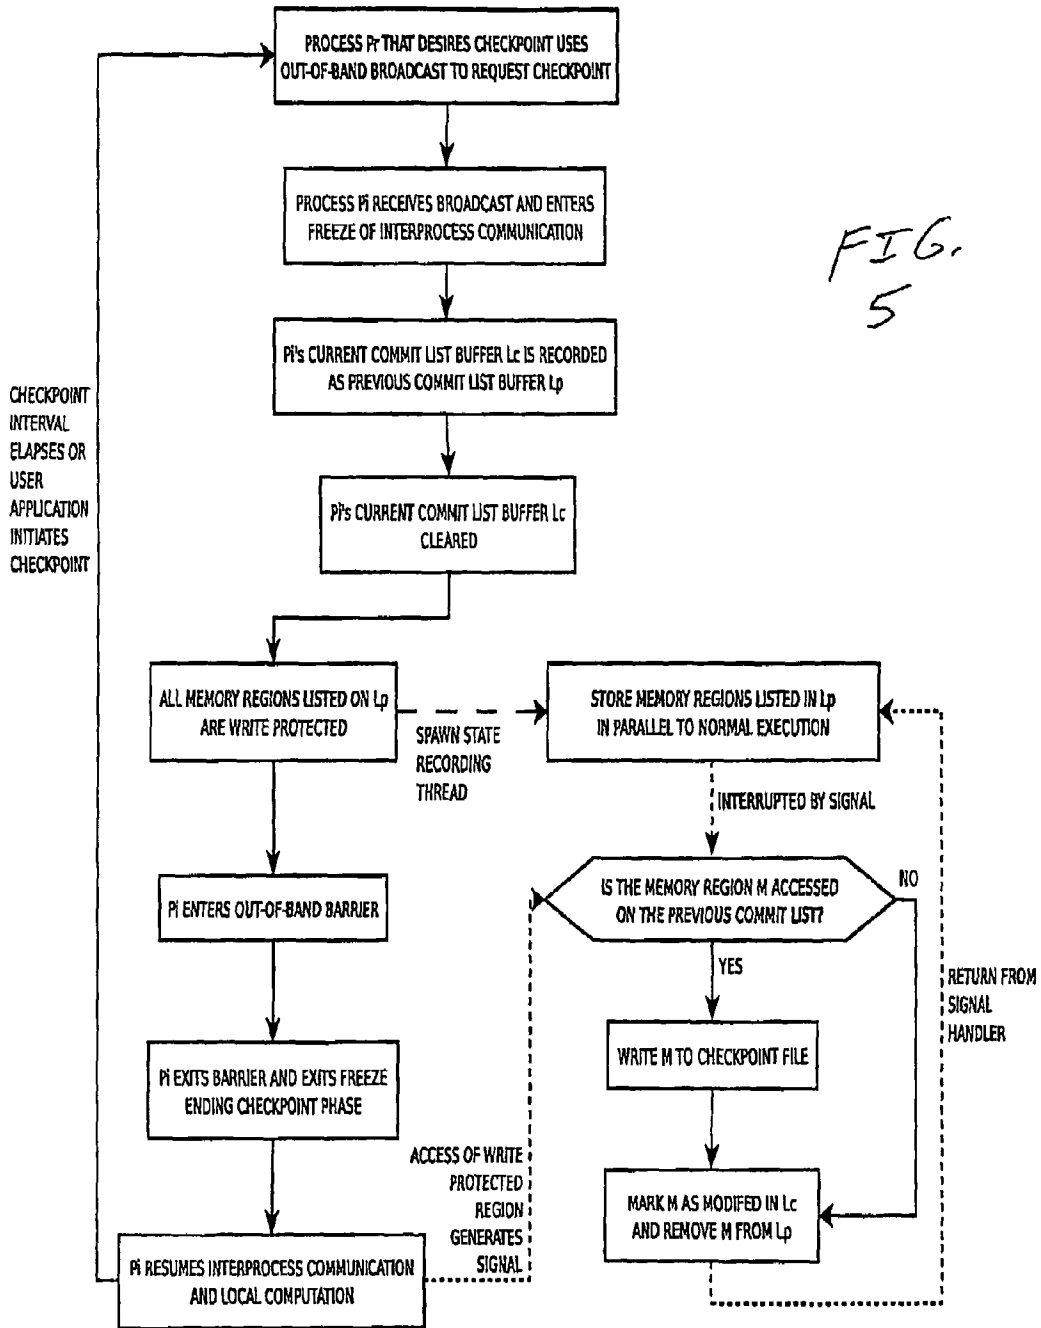 PROCESS Pr THAT DESIRES CHECKPOINT USES
OUT-OF-BAND BROADCAST TO REQUEST CHECKPOINT
PROCESS Pi RECEIVES BROADCAST AND ENTERS
FREEZE OF INTERPROCESS COMMUNICATION
FIG.
5
Pi's CURRENT COMMIT LIST BUFFER Lc IS RECORDED
AS PREVIOUS COMMIT LIST BUFFER Lp
CHECKPOINT
INTERVAL
ELAPSES OR
USER
APPLICATION
INITIATES
CHECKPOINT
Pi's CURRENT COMMIT LIST BUFFER Lc
CLEARED
ALL MEMORY REGIONS LISTED ON Lp
ARE WRITE PROTECTED
SPAWN STATE
RECORDING
THREAD
STORE MEMORY REGIONS LISTED IN Lp
IN PARALLEL TO NORMAL EXECUTION
INTERRUPTED BY SIGNAL
Pi ENTERS OUT-OF-BAND BARRIER
IS THE MEMORY REGION M ACCESSED
ON THE PREVIOUS COMMIT LIST?
NO
YES
RETURN FROM
SIGNAL
HANDLER
WRITE M TO CHECKPOINT FILE
Pi EXITS BARRIER AND EXITS FREEZE
ENDING CHECKPOINT PHASE
ACCESS OF WRITE
PROTECTED
REGION
GENERATES
SIGNAL
MARK M AS MODIFED IN Lc
AND REMOVE M FROM Lp
Pi RESUMES INTERPROCESS COMMUNICATION
AND LOCAL COMPUTATION